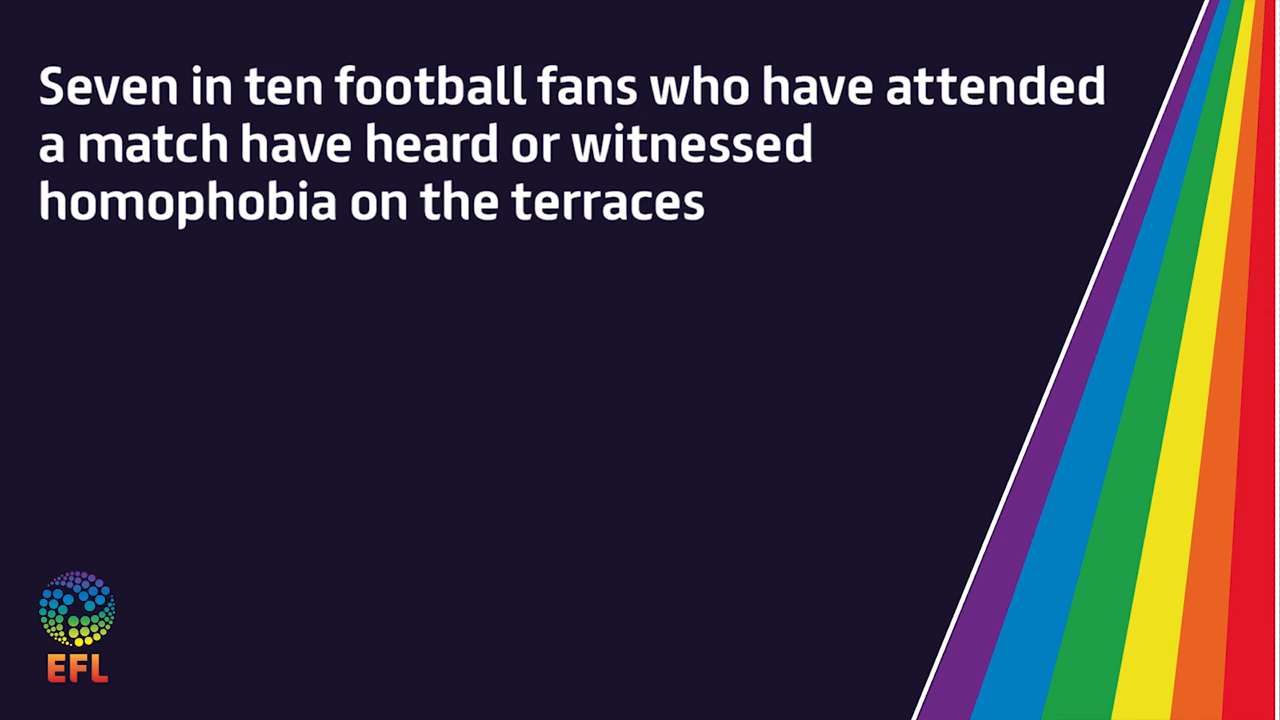 Seven in ten football fans who have attended
a match have heard or witnessed
homophobia on the terraces
EFL